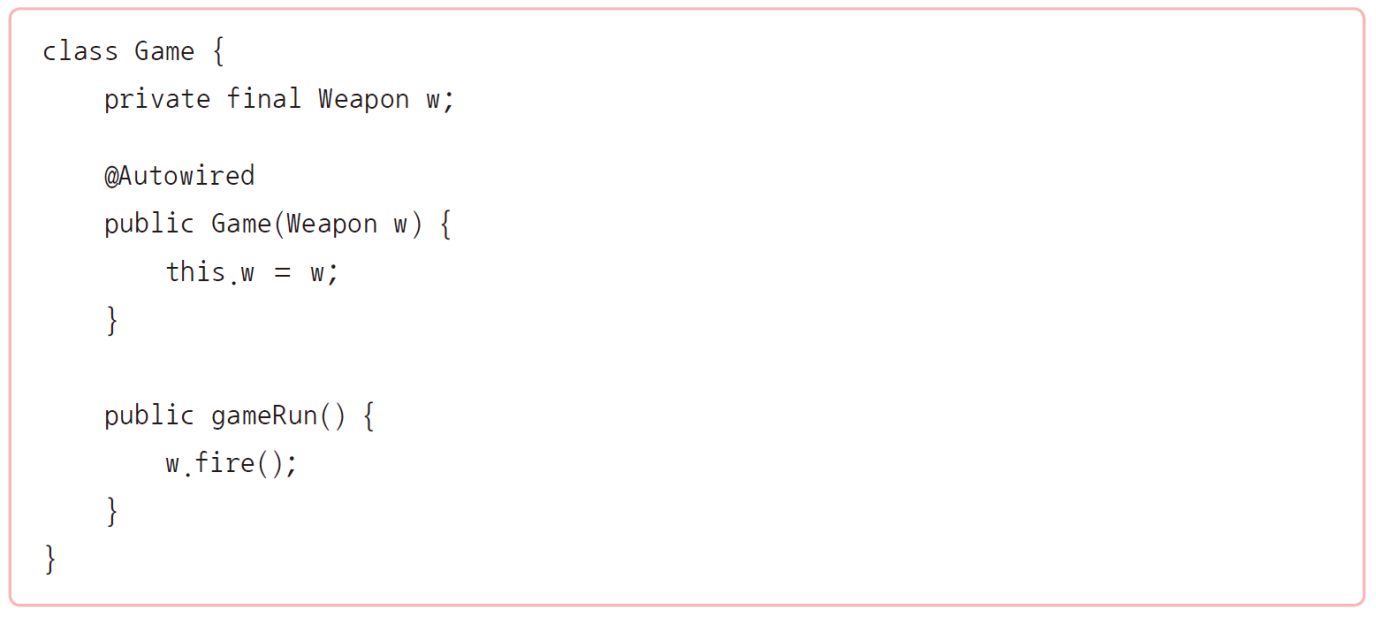 class Game {
    private final Weapon w;
    @Autowired
    public Game(Weapon w) {
        this.w = w;
    }
    public gameRun() {
        w.fire();
    }
}